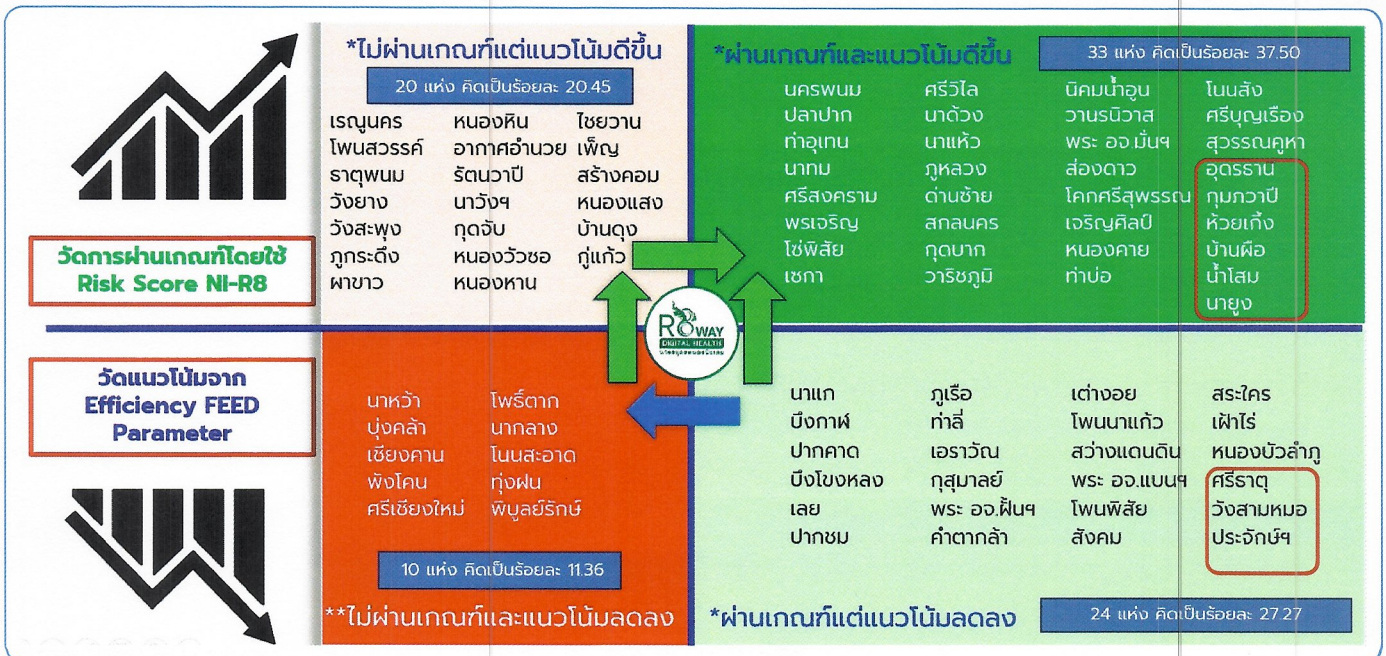 *ไม่ผ่านเกณฑ์แต่แนวโน้มดีขึ้น
20 แห่ง คิดเป็นร้อยละ 20.45
เรณูนคร หนองหิน ไชยวาน
โพนสวรรค์ อากาศอำนวย เพ็ญ
ธาตุพนม รัตนวาปี สร้างคอม
วังยาง นาวังฯ หนองแสง
วังสะพุง กุดจับ บ้านดุง
ภูกระดึง หนองวัวซอ กู่แก้ว
ผาขาว หนองหาน
*ผ่านเกณฑ์และแนวโน้มดีขึ้น
33 แห่ง คิดเป็นร้อยละ 37.50
นครพนม ศรีวิไล นิคมน้ำอูน โนนสัง
ปลาปาก นาด้วง วานรนิวาส ศรีบุญเรือง
ท่าอุเทน นาแห้ว พระ อจ.มั่นฯ สุวรรณคูหา
นาทม ภูหลวง ส่องดาว อุดรธานี
ศรีสงคราม ด่านซ้าย โคกศรีสุพรรณ กุมภวาปี
พรเจริญ สกลนคร เจริญศิลป์ ห้วยเกิ้ง
โซ่พิสัย กุดบาก หนองคาย บ้านผือ
เซกา วาริชภูมิ ท่าบ่อ น้ำโสม
นายูง
วัดการผ่านเกณฑ์โดยใช้
Risk Score NI-R8
R8WAY
DIGITAL HEALTH
วัดแนวโน้มจาก
Efficiency FEED
Parameter
นาหว้า โพธิ์ตาก
บุ่งคล้า นากลาง
เชียงคาน โนนสะอาด
พังโคน ทุ่งฝน
ศรีเชียงใหม่ พิบูลย์รักษ์
10 แห่ง คิดเป็นร้อยละ 11.36
**ไม่ผ่านเกณฑ์และแนวโน้มลดลง
นาแก ภูเรือ เต่างอย สระใคร
บึงกาฬ ท่าลี่ โพนนาแก้ว เฝ้าไร่
ปากคาด เอราวัณ สว่างแดนดิน หนองบัวลำภู
บึงโขงหลง กุสุมาลย์ พระ อจ.แบนฯ ศรีธาตุ
เลย พระ อจ.ฝั้นฯ โพนพิสัย วังสามหมอ
ปากชม คำตากล้า สังคม ประจักษ์ฯ
*ผ่านเกณฑ์แต่แนวโน้มลดลง
24 แห่ง คิดเป็นร้อยละ 27.27